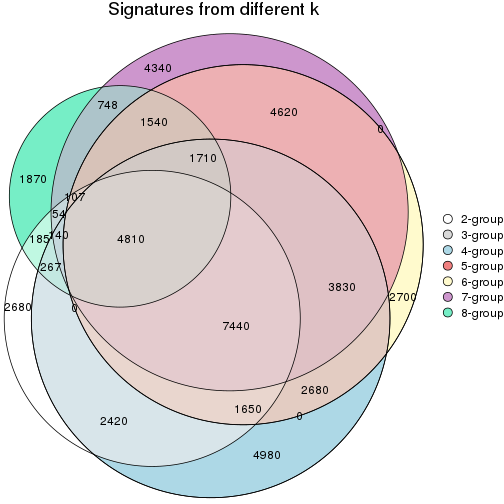 Signatures from different k
4340
748
4620
1540
0
1710
1870
107
54
185
140
4810
267
2680
0
3830
2700
7440
2680
1650
0
2420
4980
2-group
3-group
4-group
5-group
6-group
7-group
8-group